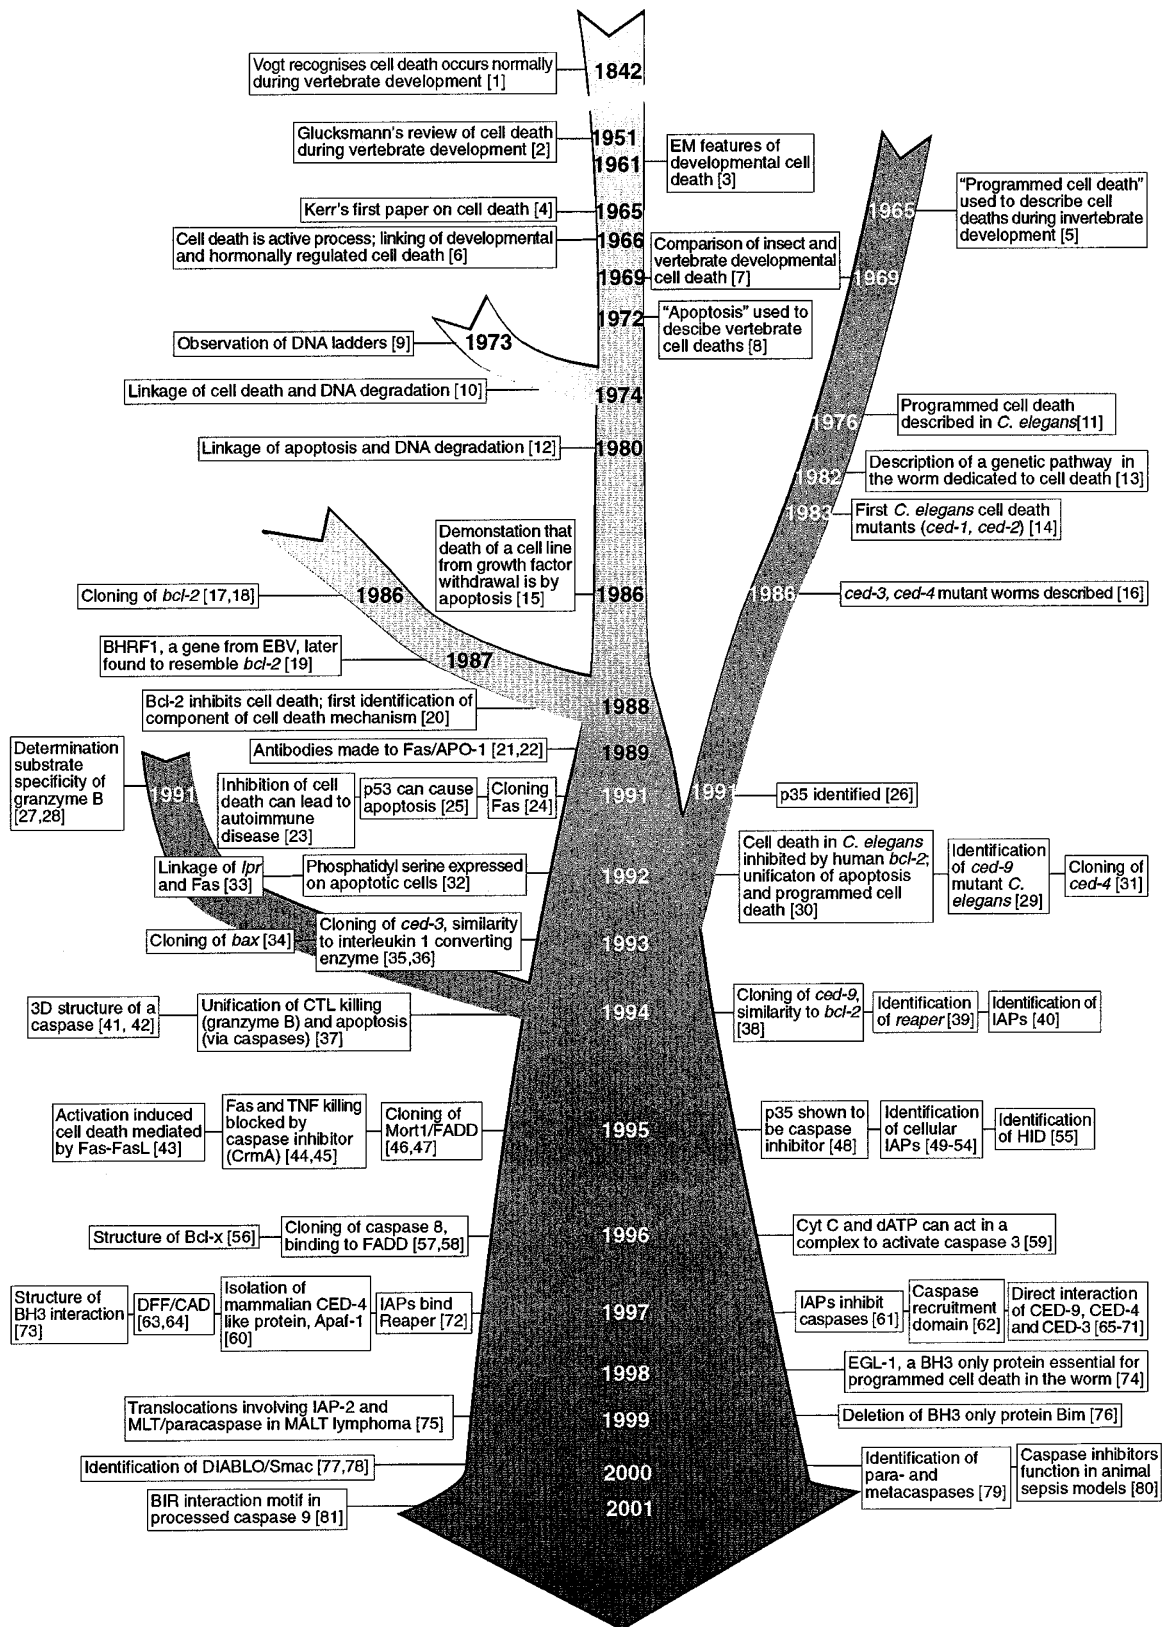 1842
Vogt recognises cell death occurs normally
during vertebrate development [1]
Glucksmann's review of cell death
during vertebrate development [2]
1951
1961
EM features of
developmental cell
death [3]
Kerr's first paper on cell death [4]
1965
1965
"Programmed cell death"
used to describe cell
deaths during invertebrate
development [5]
Cell death is active process; linking of developmental
and hormonally regulated cell death [6]
1966
1969
Comparison of insect and
vertebrate developmental
cell death [7]
1969
1972
"Apoptosis" used to
descibe vertebrate
cell deaths [8]
Observation of DNA ladders [9]
1973
Linkage of cell death and DNA degradation [10]
1974
1976
Programmed cell death
described in C. elegans[11]
Linkage of apoptosis and DNA degradation [12]
1980
1982
Description of a genetic pathway in
the worm dedicated to cell death [13]
1983
First C. elegans cell death
mutants (ced-1, ced-2) [14]
Demonstation that
death of a cell line
from growth factor
withdrawal is by
apoptosis [15]
1986
1986
ced-3, ced-4 mutant worms described [16]
Cloning of bcl-2 [17,18]
1986
BHRF1, a gene from EBV, later
found to resemble bcl-2 [19]
1987
Bcl-2 inhibits cell death; first identification of
component of cell death mechanism [20]
1988
Antibodies made to Fas/APO-1 [21,22]
1989
Determination
substrate
specificity of
granzyme B
[27,28]
1991
Inhibition of cell
death can lead to
autoimmune
disease [23]
p53 can cause
apoptosis [25]
Cloning
Fas [24]
1991
1991
p35 identified [26]
Linkage of lpr
and Fas [33]
Phosphatidyl serine expressed
on apoptotic cells [32]
1992
Cell death in C. elegans
inhibited by human bcl-2;
unificaton of apoptosis
and programmed cell
death [30]
Identification
of ced-9
mutant C.
elegans [29]
Cloning of
ced-4 [31]
Cloning of bax [34]
Cloning of ced-3, similarity
to interleukin 1 converting
enzyme [35,36]
1993
3D structure of a
caspase [41, 42]
Unification of CTL killing
(granzyme B) and apoptosis
(via caspases) [37]
1994
Cloning of ced-9,
similarity to bcl-2
[38]
Identification
of reaper [39]
Identification of
IAPs [40]
Activation induced
cell death mediated
by Fas-FasL [43]
Fas and TNF killing
blocked by
caspase inhibitor
(CrmA) [44,45]
Cloning of
Mort1/FADD
[46,47]
1995
p35 shown to
be caspase
inhibitor [48]
Identification
of cellular
IAPs [49-54]
Identification
of HID [55]
Structure of Bcl-x [56]
Cloning of caspase 8,
binding to FADD [57,58]
1996
Cyt C and dATP can act in a
complex to activate caspase 3 [59]
Structure of
BH3 interaction
[73]
DFF/CAD
[63,64]
Isolation of
mammalian CED-4
like protein, Apaf-1
[60]
IAPs bind
Reaper [72]
1997
IAPs inhibit
caspases [61]
Caspase
recruitment
domain [62]
Direct interaction
of CED-9, CED-4
and CED-3 [65-71]
1998
EGL-1, a BH3 only protein essential for
programmed cell death in the worm [74]
Translocations involving IAP-2 and
MLT/paracaspase in MALT lymphoma [75]
1999
Deletion of BH3 only protein Bim [76]
Identification of DIABLO/Smac [77,78]
2000
Identification of
para- and
metacaspases [79]
Caspase inhibitors
function in animal
sepsis models [80]
BIR interaction motif in
processed caspase 9 [81]
2001